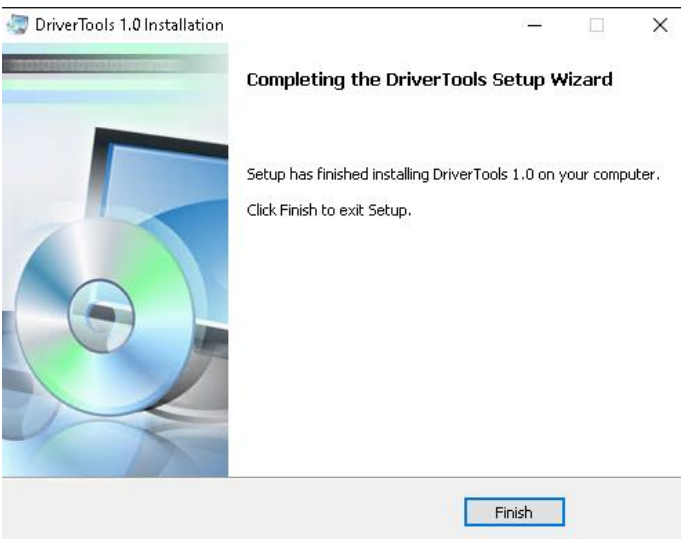 DriverTools 1.0 Installation
Completing the DriverTools Setup Wizard
Setup has finished installing DriverTools 1.0 on your computer.
Click Finish to exit Setup.
Finish